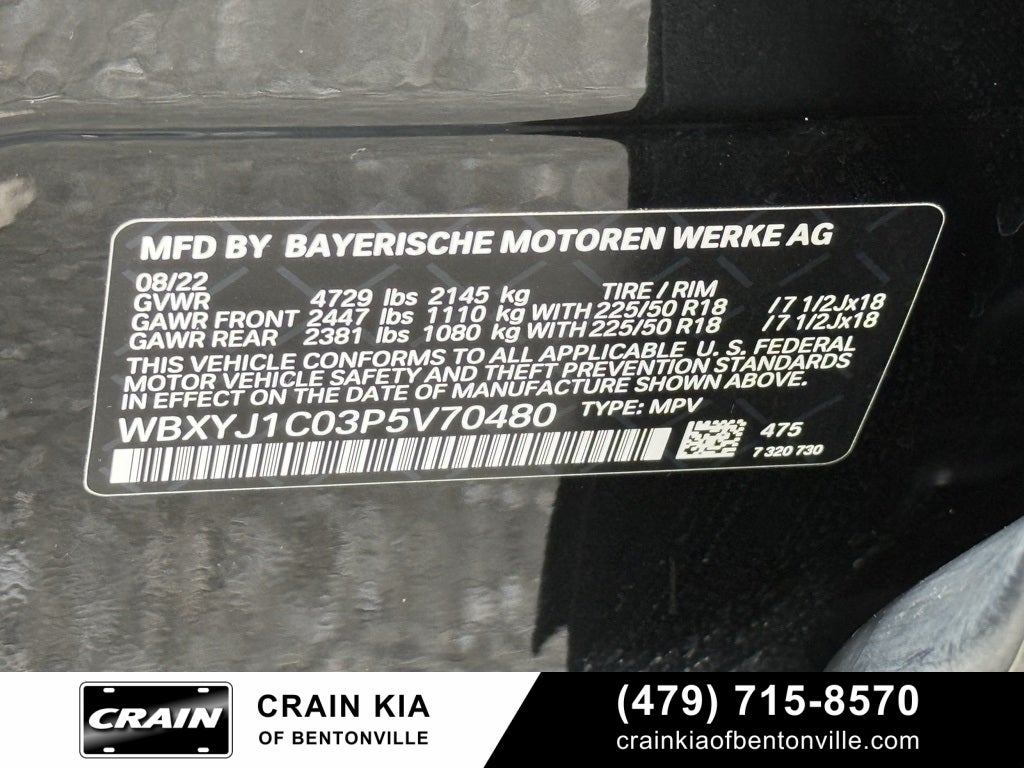 MFD BY BAYERISCHE MOTOREN WERKE AG
08/22 TIRE / RIM
GVWR 4729 lbs 2145 kg
GAWR FRONT 2447 lbs 1110 kg WITH 225/50 R18 /7 1/2Jx18
GAWR REAR 2381 lbs 1080 kg WITH 225/50 R18 /7 1/2Jx18
THIS VEHICLE CONFORMS TO ALL APPLICABLE U. S. FEDERAL
MOTOR VEHICLE SAFETY AND THEFT PREVENTION STANDARDS
IN EFFECT ON THE DATE OF MANUFACTURE SHOWN ABOVE.
WBXYJ1C03P5V70480 TYPE: MPV
475
7 320 730
CRAIN
CRAIN KIA
OF BENTONVILLE
(479) 715-8570
crainkiaofbentonville.com